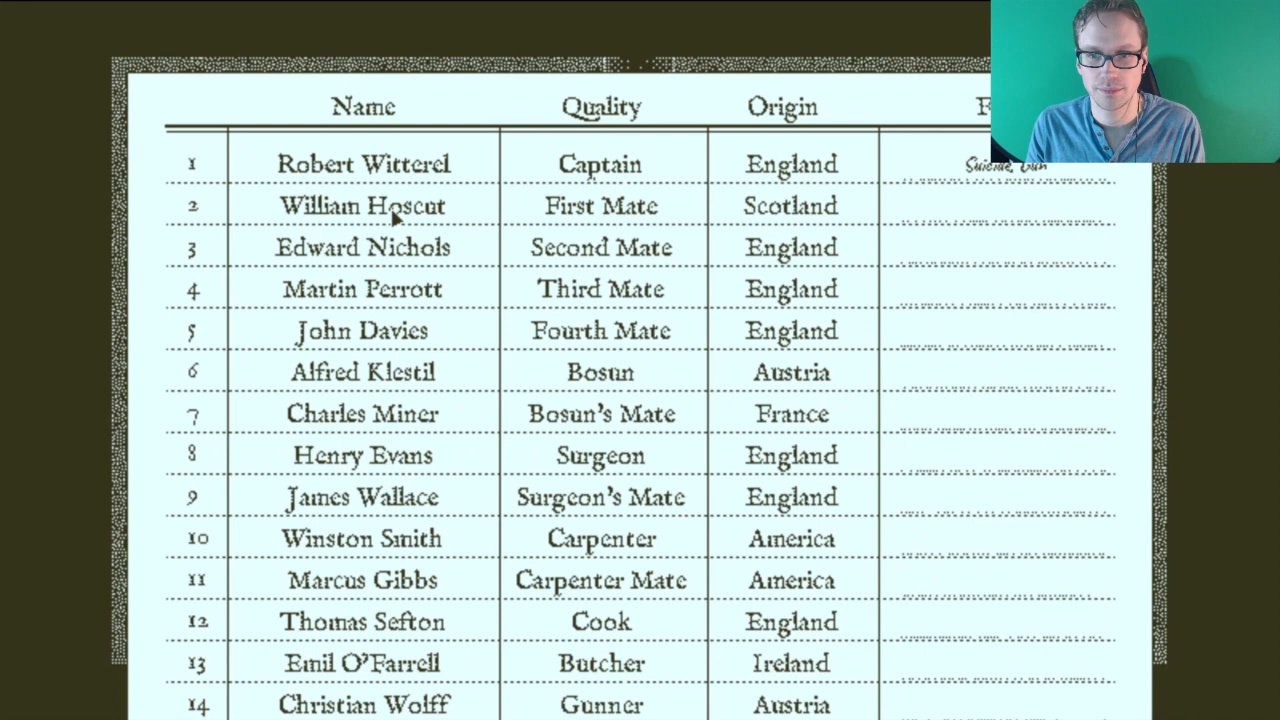 Name Quality Origin
1 Robert Witterel Captain England Suicide, Gun
2 William Hoscut First Mate Scotland
3 Edward Nichols Second Mate England
4 Martin Perrott Third Mate England
5 John Davies Fourth Mate England
6 Alfred Klestil Bosun Austria
7 Charles Miner Bosun's Mate France
8 Henry Evans Surgeon England
9 James Wallace Surgeon's Mate England
10 Winston Smith Carpenter America
11 Marcus Gibbs Carpenter Mate America
12 Thomas Sefton Cook England
13 Emil O'Farrell Butcher Ireland
14 Christian Wolff Gunner Austria